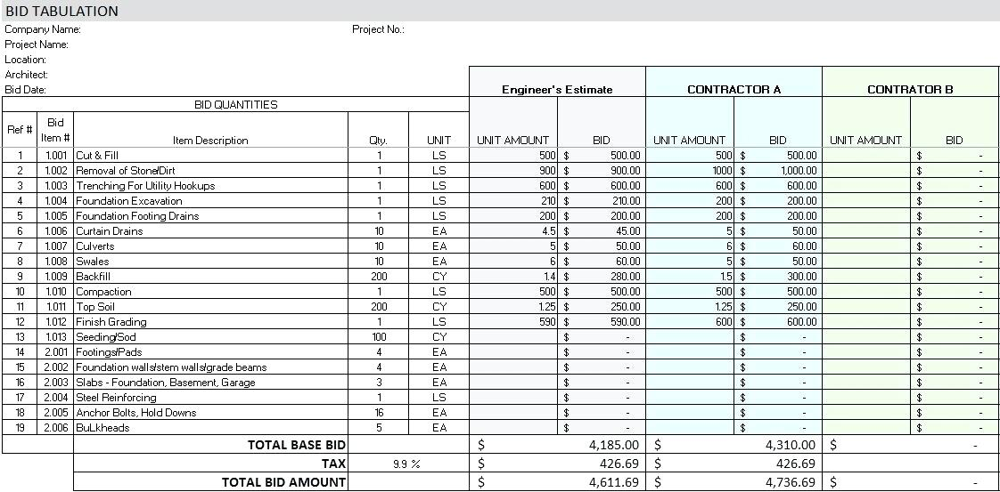 BID TABULATION
Company Name: Project No.:
Project Name:
Location:
Architect:
Bid Date: Engineer's Estimate CONTRACTOR A CONTRATOR B
BID QUANTITIES
Ref # Bid Item # Item Description Qty. UNIT UNIT AMOUNT BID UNIT AMOUNT BID UNIT AMOUNT BID
1 1.001 Cut & Fill 1 LS 500 $ 500.00 500 $ 500.00 $ -
2 1.002 Removal of Stone/Dirt 1 LS 900 $ 900.00 1000 $ 1,000.00 $ -
3 1.003 Trenching For Utility Hookups 1 LS 600 $ 600.00 600 $ 600.00 $ -
4 1.004 Foundation Excavation 1 LS 210 $ 210.00 200 $ 200.00 $ -
5 1.005 Foundation Footing Drains 1 LS 200 $ 200.00 200 $ 200.00 $ -
6 1.006 Curtain Drains 10 EA 4.5 $ 45.00 5 $ 50.00 $ -
7 1.007 Culverts 10 EA 5 $ 50.00 6 $ 60.00 $ -
8 1.008 Swales 10 EA 6 $ 60.00 5 $ 50.00 $ -
9 1.009 Backfill 200 CY 1.4 $ 280.00 1.5 $ 300.00 $ -
10 1.010 Compaction 1 LS 500 $ 500.00 500 $ 500.00 $ -
11 1.011 Top Soil 200 CY 1.25 $ 250.00 1.25 $ 250.00 $ -
12 1.012 Finish Grading 1 LS 590 $ 590.00 600 $ 600.00 $ -
13 1.013 Seeding/Sod 100 CY $ - $ - $ -
14 2.001 Footings/Pads 4 EA $ - $ - $ -
15 2.002 Foundation walls/stem walls/grade beams 4 EA $ - $ - $ -
16 2.003 Slabs - Foundation, Basement, Garage 3 EA $ - $ - $ -
17 2.004 Steel Reinforcing 1 LS $ - $ - $ -
18 2.005 Anchor Bolts, Hold Downs 16 EA $ - $ - $ -
19 2.006 BuLkheads 5 EA $ - $ - $ -
TOTAL BASE BID $ 4,185.00 $ 4,310.00 $ -
TAX 9.9 % $ 426.69 $ 426.69
TOTAL BID AMOUNT $ 4,611.69 $ 4,736.69 $ -